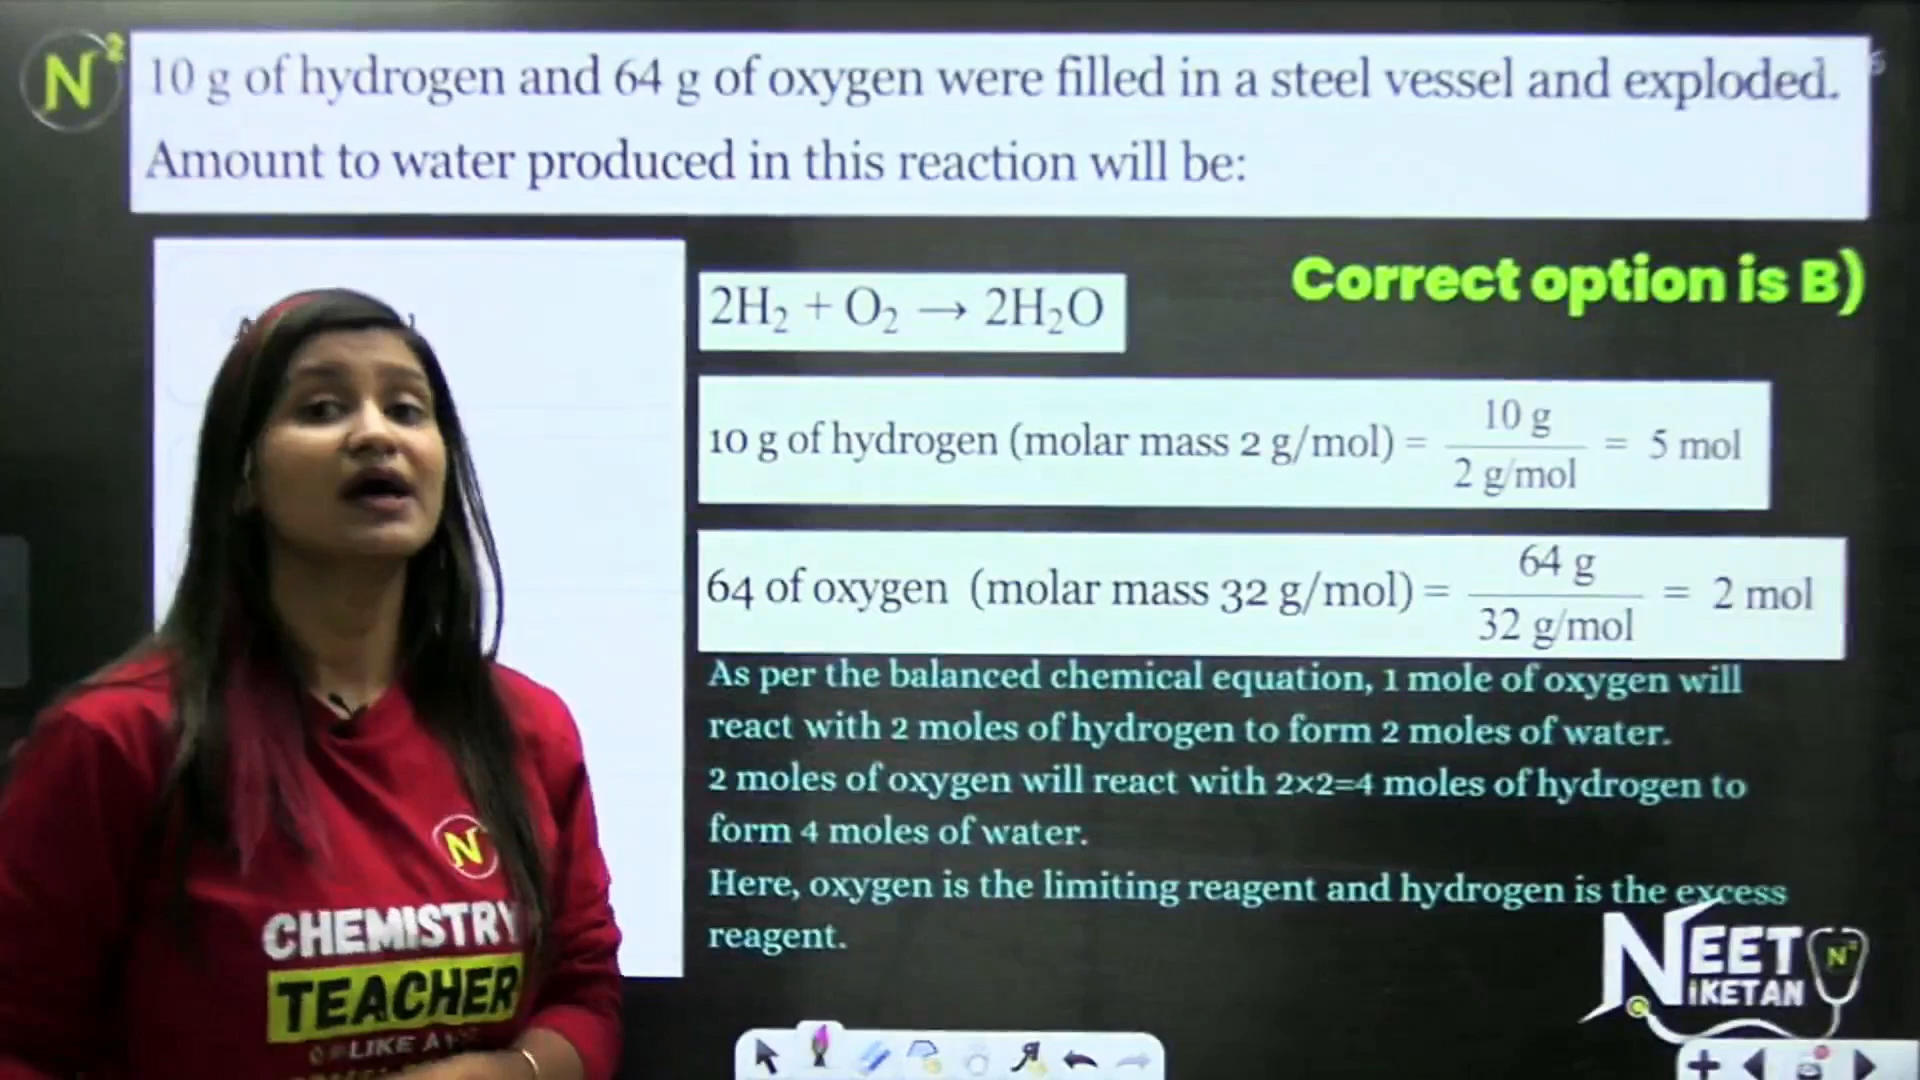 N²
10 g of hydrogen and 64 g of oxygen were filled in a steel vessel and exploded.
Amount to water produced in this reaction will be:
Correct option is B)
2H₂ + O₂ → 2H₂O
10 g of hydrogen (molar mass 2 g/mol) = 10 g / 2 g/mol = 5 mol
64 of oxygen (molar mass 32 g/mol) = 64 g / 32 g/mol = 2 mol
As per the balanced chemical equation, 1 mole of oxygen will
react with 2 moles of hydrogen to form 2 moles of water.
2 moles of oxygen will react with 2×2=4 moles of hydrogen to
form 4 moles of water.
Here, oxygen is the limiting reagent and hydrogen is the excess
reagent.
N
CHEMISTRY
TEACHER
LIKE A
NEET
NIKETAN
N²